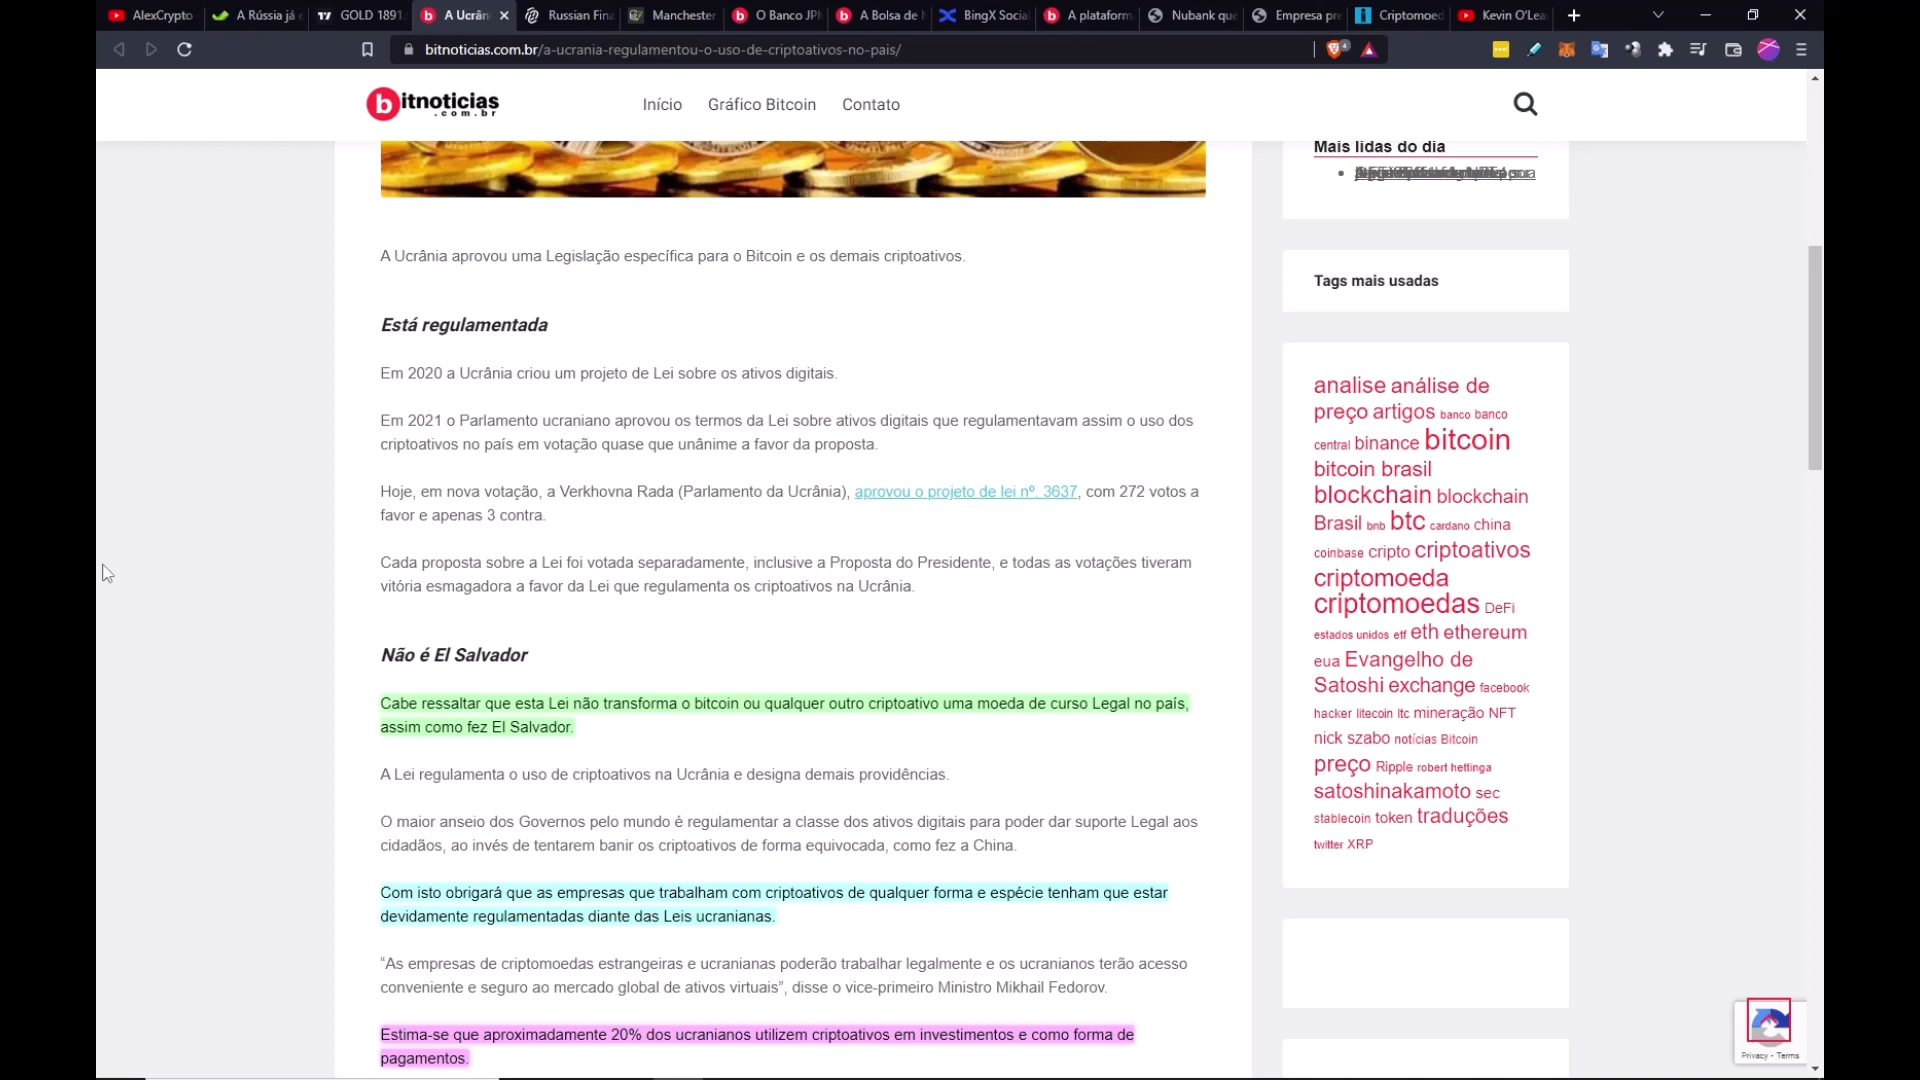 AlexCrypto
A Rússia já e
GOLD 1891.
A Ucrân
Russian Fina
Manchester
O Banco JPM
A Bolsa de N
BingX Socia
A plataform
Nubank que
Empresa pre
Criptomoed
Kevin O'Lea
bitnoticias.com.br/a-ucrania-regulamentou-o-uso-de-criptoativos-no-pais/
bitnoticias
.com.br
Início
Gráfico Bitcoin
Contato
A Ucrânia aprovou uma Legislação específica para o Bitcoin e os demais criptoativos.
Está regulamentada
Em 2020 a Ucrânia criou um projeto de Lei sobre os ativos digitais.
Em 2021 o Parlamento ucraniano aprovou os termos da Lei sobre ativos digitais que regulamentavam assim o uso dos
criptoativos no país em votação quase que unânime a favor da proposta.
Hoje, em nova votação, a Verkhovna Rada (Parlamento da Ucrânia), aprovou o projeto de lei nº. 3637, com 272 votos a
favor e apenas 3 contra.
Cada proposta sobre a Lei foi votada separadamente, inclusive a Proposta do Presidente, e todas as votações tiveram
vitória esmagadora a favor da Lei que regulamenta os criptoativos na Ucrânia.
Não é El Salvador
Cabe ressaltar que esta Lei não transforma o bitcoin ou qualquer outro criptoativo uma moeda de curso Legal no país,
assim como fez El Salvador.
A Lei regulamenta o uso de criptoativos na Ucrânia e designa demais providências.
O maior anseio dos Governos pelo mundo é regulamentar a classe dos ativos digitais para poder dar suporte Legal aos
cidadãos, ao invés de tentarem banir os criptoativos de forma equivocada, como fez a China.
Com isto obrigará que as empresas que trabalham com criptoativos de qualquer forma e espécie tenham que estar
devidamente regulamentadas diante das Leis ucranianas.
“As empresas de criptomoedas estrangeiras e ucranianas poderão trabalhar legalmente e os ucranianos terão acesso
conveniente e seguro ao mercado global de ativos virtuais”, disse o vice-primeiro Ministro Mikhail Fedorov.
Estima-se que aproximadamente 20% dos ucranianos utilizem criptoativos em investimentos e como forma de
pagamentos.
Mais lidas do dia
Tags mais usadas
analise análise de
preço artigos banco banco
central binance bitcoin
bitcoin brasil
blockchain blockchain
Brasil bnb btc cardano china
coinbase cripto criptoativos
criptomoeda
criptomoedas DeFi
estados unidos etf eth ethereum
eua Evangelho de
Satoshi exchange facebook
hacker litecoin ltc mineração NFT
nick szabo notícias Bitcoin
preço Ripple robert hettinga
satoshinakamoto sec
stablecoin token traduções
twitter XRP
Privacy - Terms